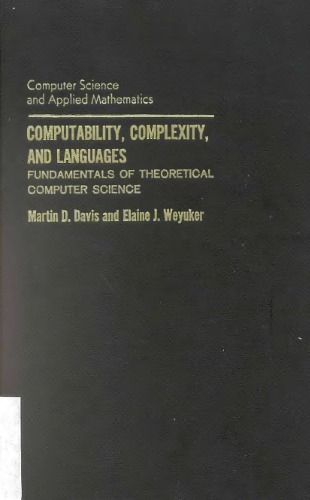 Computer Science
and Applied Mathematics
COMPUTABILITY, COMPLEXITY,
AND LANGUAGES
FUNDAMENTALS OF THEORETICAL
COMPUTER SCIENCE
Martin D. Davis and Elaine J. Weyuker